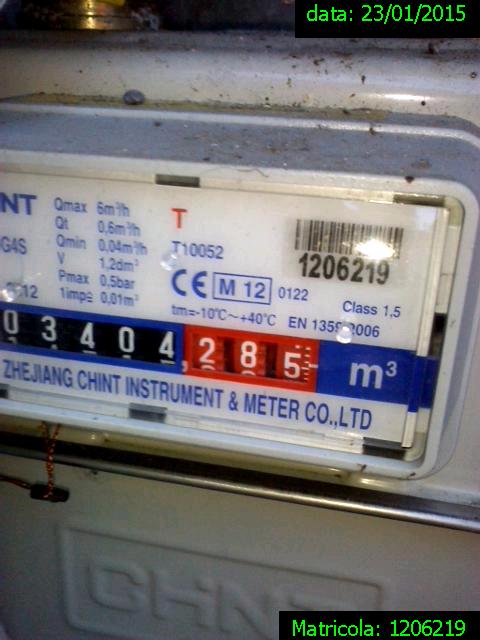 data: 23/01/2015
NT
G4S
Qmax 6m³/h
Qt 0,6m³/h
Qmin 0.04m³/h
V 1,2dm³
Pmax 0,5bar
1imp≙ 0,01m³
T
T10052
1206219
CE M 12 0122
Class 1,5
tm=-10°C~+40°C EN 1359:2006
03404,285 m³
ZHEJIANG CHINT INSTRUMENT & METER CO.,LTD
CHINT
Matricola: 1206219